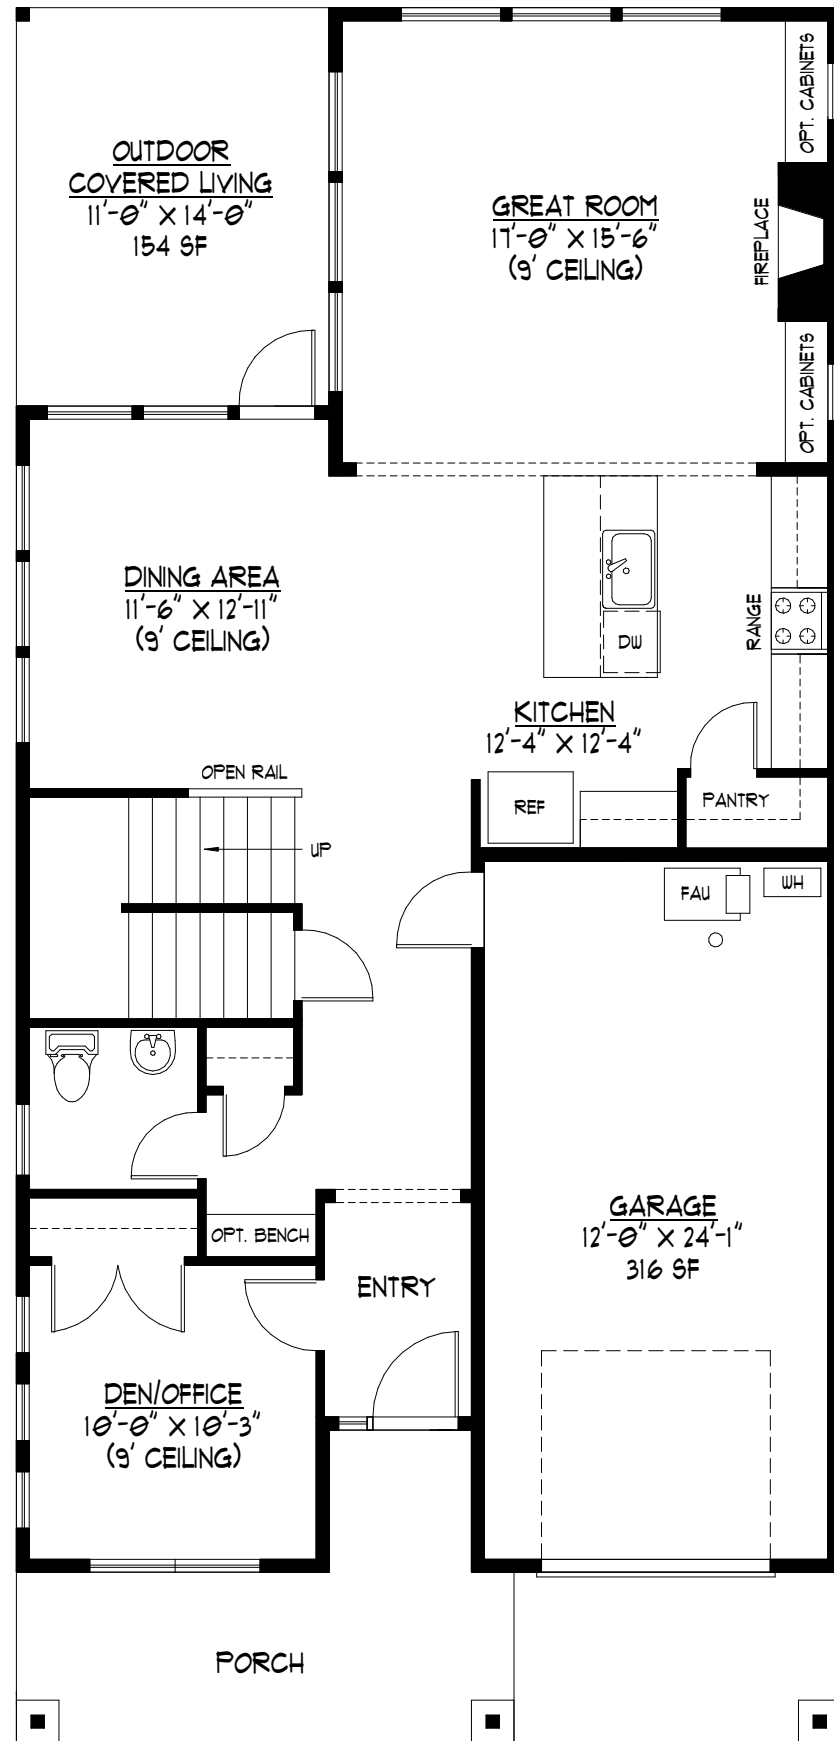 OUTDOOR
COVERED LIVING
11'-0" X 14'-0"
154 SF
GREAT ROOM
17'-0" X 15'-6"
(9' CEILING)
OPT. CABINETS
FIREPLACE
OPT. CABINETS
DINING AREA
11'-6" X 12'-11"
(9' CEILING)
DW
RANGE
KITCHEN
12'-4" X 12'-4"
OPEN RAIL
REF
PANTRY
UP
FAU
WH
GARAGE
12'-0" X 24'-1"
316 SF
OPT. BENCH
ENTRY
DEN/OFFICE
10'-0" X 10'-3"
(9' CEILING)
PORCH